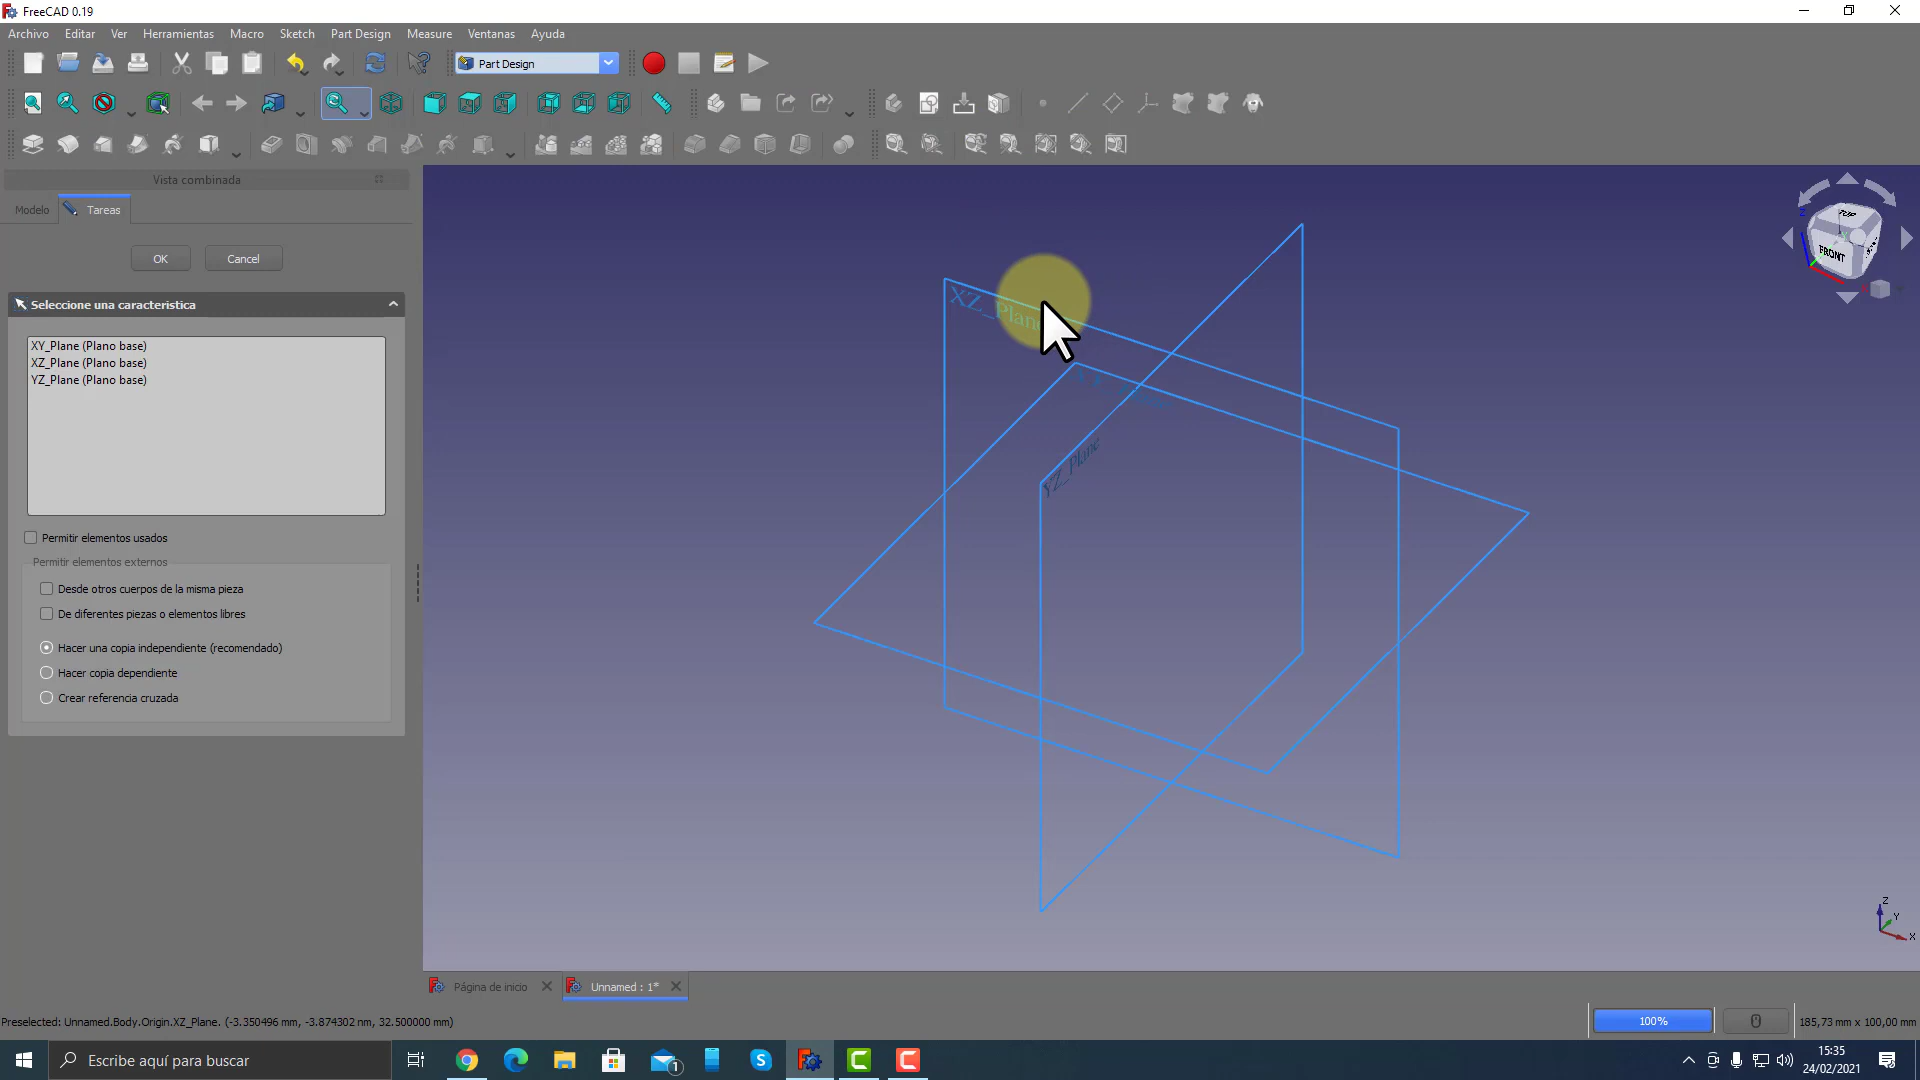 FreeCAD 0.19
Archivo Editar Ver Herramientas Macro Sketch Part Design Measure Ventanas Ayuda
Part Design
Vista combinada
Modelo Tareas
OK Cancel
Seleccione una caracteristica
XY_Plane (Plano base)
XZ_Plane (Plano base)
YZ_Plane (Plano base)
Permitir elementos usados
Permitir elementos externos
Desde otros cuerpos de la misma pieza
De diferentes piezas o elementos libres
Hacer una copia independiente (recomendado)
Hacer copia dependiente
Crear referencia cruzada
XZ_Plane
YZ_Plane
TOP
Z
FRONT
Z
Y
X
Página de inicio
Unnamed : 1*
Preselected: Unnamed.Body.Origin.XZ_Plane. (-3.350496 mm, -3.874302 nm, 32.500000 mm)
100%
185,73 mm x 100,00 mm
Escribe aquí para buscar
1
15:35
24/02/2021